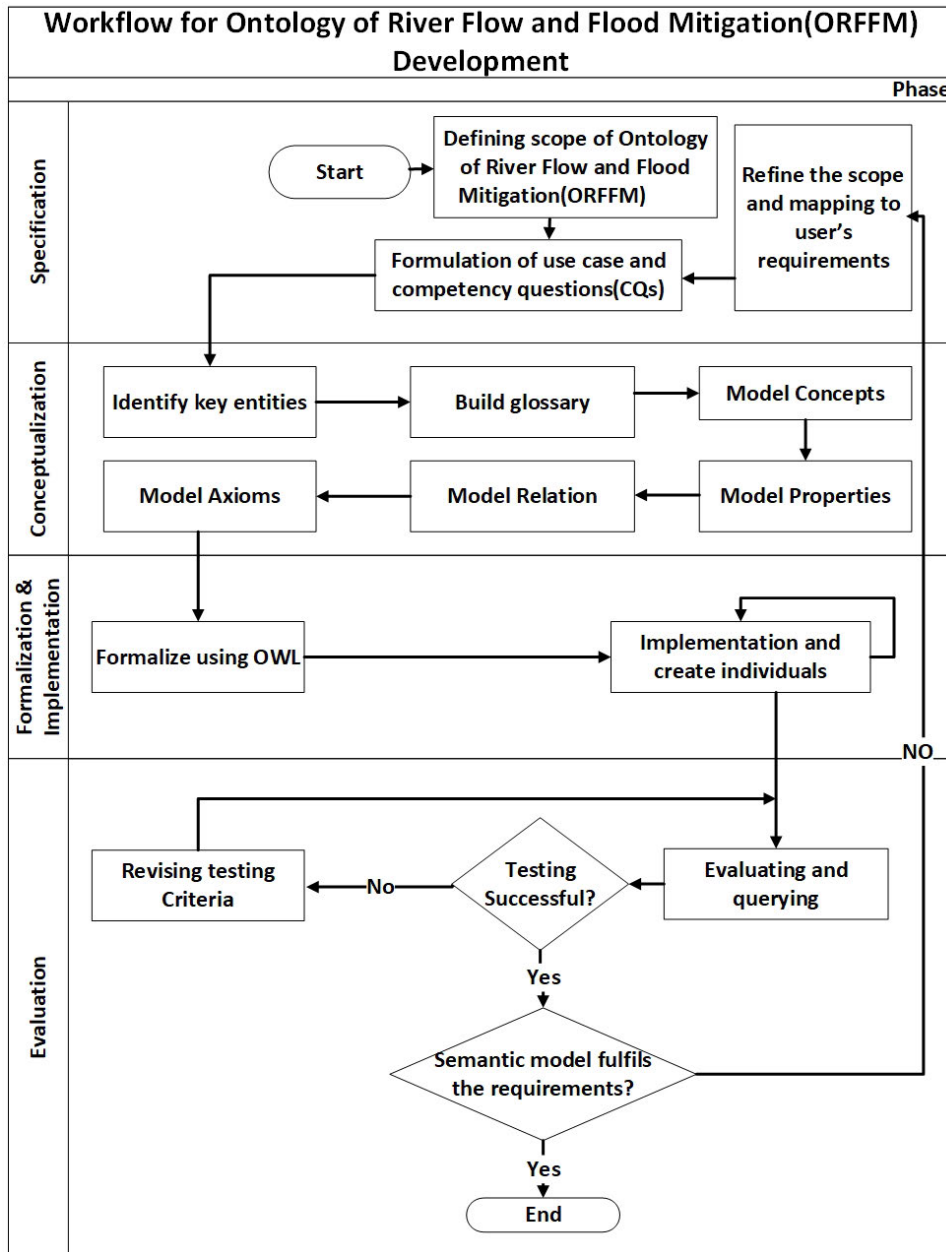 Workflow for Ontology of River Flow and Flood Mitigation(ORFFM)
Development
Phase
Specification
Start
Defining scope of Ontology
of River Flow and Flood
Mitigation(ORFFM)
Refine the scope
and mapping to
user's
requirements
Formulation of use case and
competency questions(CQs)
Conceptualization
Identify key entities
Build glossary
Model Concepts
Model Axioms
Model Relation
Model Properties
Formalization &
Implementation
Formalize using OWL
Implementation and
create individuals
NO
Evaluation
Revising testing
Criteria
No
Testing
Successful?
Evaluating and
querying
Yes
Semantic model fulfils
the requirements?
Yes
End